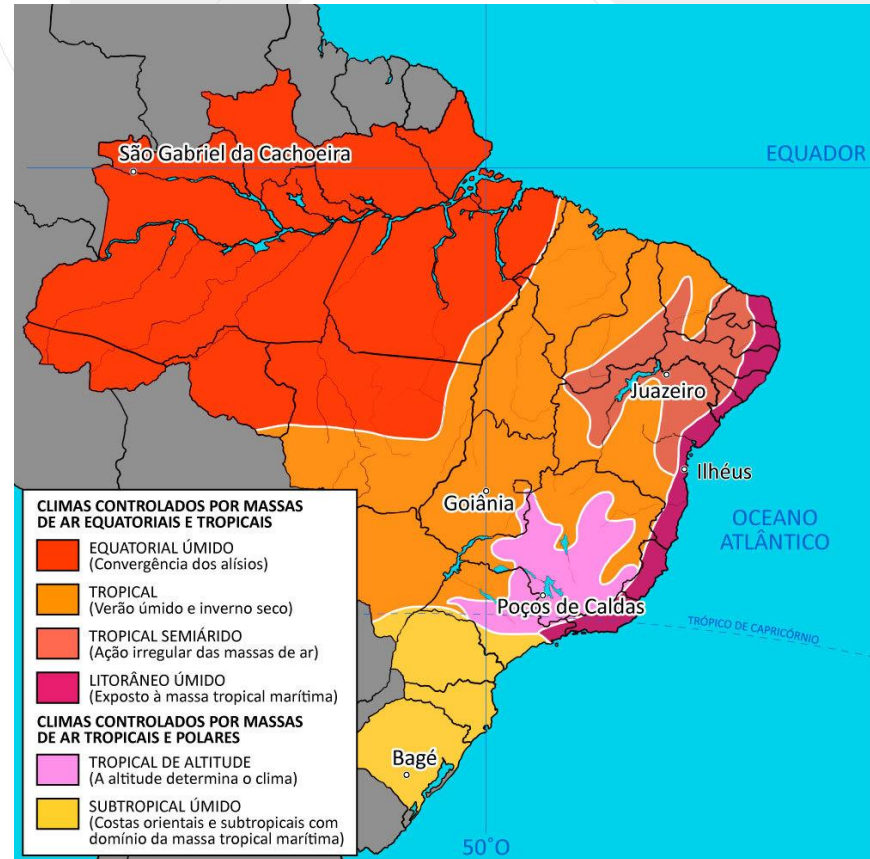 São Gabriel da Cachoeira
EQUADOR
Juazeiro
Ilhéus
Goiânia
OCEANO
ATLÂNTICO
Poços de Caldas
TRÓPICO DE CAPRICÓRNIO
Bagé
50°O
CLIMAS CONTROLADOS POR MASSAS
DE AR EQUATORIAIS E TROPICAIS
EQUATORIAL ÚMIDO
(Convergência dos alísios)
TROPICAL
(Verão úmido e inverno seco)
TROPICAL SEMIÁRIDO
(Ação irregular das massas de ar)
LITORÂNEO ÚMIDO
(Exposto à massa tropical marítima)
CLIMAS CONTROLADOS POR MASSAS
DE AR TROPICAIS E POLARES
TROPICAL DE ALTITUDE
(A altitude determina o clima)
SUBTROPICAL ÚMIDO
(Costas orientais e subtropicais com
domínio da massa tropical marítima)